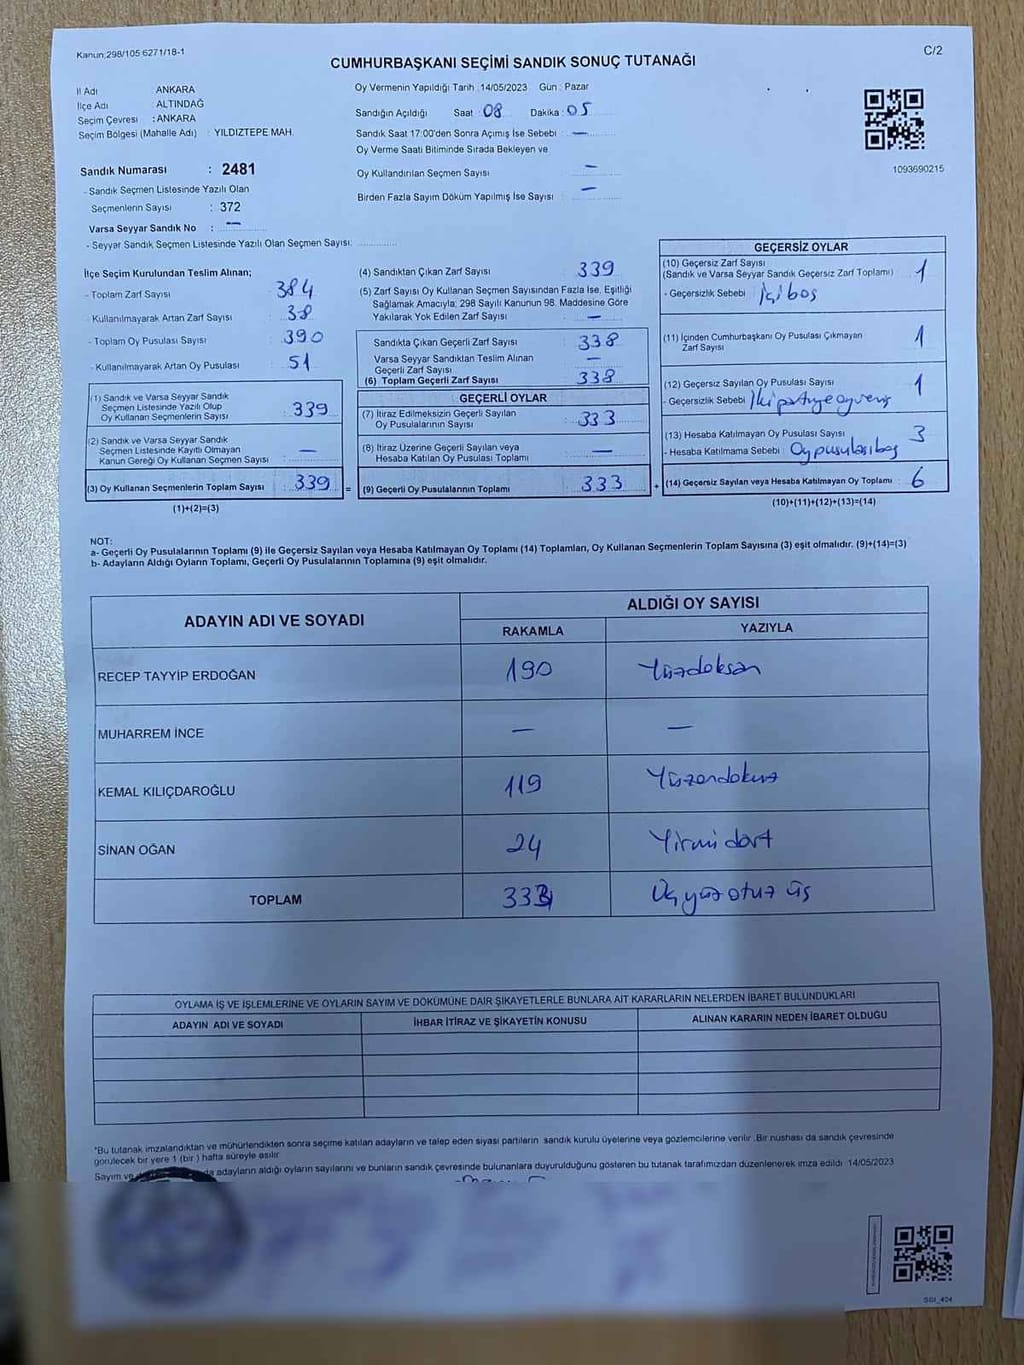 Kanun:298/105 6271/18-1
C/2
CUMHURBAŞKANI SEÇİMİ SANDIK SONUÇ TUTANAĞI
İl Adı ANKARA
İlçe Adı ALTINDAĞ
Seçim Çevresi : ANKARA
Seçim Bölgesi (Mahalle Adı) : YILDIZTEPE MAH.
Oy Vermenin Yapıldığı Tarih :14/05/2023 Gün : Pazar
Sandığın Açıldığı Saat : 08 Dakika : 05
Sandık Saat 17:00'den Sonra Açımış İse Sebebi : —
Oy Verme Saati Bitiminde Sırada Bekleyen ve
Oy Kullandırılan Seçmen Sayısı : —
Birden Fazla Sayım Döküm Yapılmış İse Sayısı : —
1093690215
Sandık Numarası : 2481
- Sandık Seçmen Listesinde Yazılı Olan
Seçmenlerin Sayısı : 372
Varsa Seyyar Sandık No : —
- Seyyar Sandık Seçmen Listesinde Yazılı Olan Seçmen Sayısı:
İlçe Seçim Kurulundan Teslim Alınan;
- Toplam Zarf Sayısı : 384
- Kullanılmayarak Artan Zarf Sayısı : 38
- Toplam Oy Pusulası Sayısı : 390
- Kullanılmayarak Artan Oy Pusulası : 51
(1) Sandık ve Varsa Seyyar Sandık
Seçmen Listesinde Yazılı Olup
Oy Kullanan Seçmenlerin Sayısı : 339
(2) Sandık ve Varsa Seyyar Sandık
Seçmen Listesinde Kayıtlı Olmayan
Kanun Gereği Oy Kullanan Seçmen Sayısı : —
(3) Oy Kullanan Seçmenlerin Toplam Sayısı : 339 =
(1)+(2)=(3)
(4) Sandıktan Çıkan Zarf Sayısı : 339
(5) Zarf Sayısı Oy Kullanan Seçmen Sayısından Fazla İse, Eşitliği
Sağlamak Amacıyla; 298 Sayılı Kanunun 98. Maddesine Göre
Yakılarak Yok Edilen Zarf Sayısı : —
Sandıkta Çıkan Geçerli Zarf Sayısı : 338
Varsa Seyyar Sandıktan Teslim Alınan
Geçerli Zarf Sayısı : —
(6) Toplam Geçerli Zarf Sayısı : 338
GEÇERLİ OYLAR
(7) İtiraz Edilmeksizin Geçerli Sayılan
Oy Pusulalarının Sayısı : 333
(8) İtiraz Üzerine Geçerli Sayılan veya
Hesaba Katılan Oy Pusulası Toplamı : —
(9) Geçerli Oy Pusulalarının Toplamı : 333 +
GEÇERSİZ OYLAR
(10) Geçersiz Zarf Sayısı
(Sandık ve Varsa Seyyar Sandık Geçersiz Zarf Toplamı) : 1
- Geçersizlik Sebebi : İçi boş
(11) İçinden Cumhurbaşkanı Oy Pusulası Çıkmayan
Zarf Sayısı : 1
(12) Geçersiz Sayılan Oy Pusulası Sayısı : 1
- Geçersizlik Sebebi : İki partiye oy vermiş
(13) Hesaba Katılmayan Oy Pusulası Sayısı : 3
- Hesaba Katılmama Sebebi : Oy pusulası boş
(14) Geçersiz Sayılan veya Hesaba Katılmayan Oy Toplamı : 6
(10)+(11)+(12)+(13)=(14)
NOT:
a- Geçerli Oy Pusulalarının Toplamı (9) ile Geçersiz Sayılan veya Hesaba Katılmayan Oy Toplamı (14) Toplamları, Oy Kullanan Seçmenlerin Toplam Sayısına (3) eşit olmalıdır. (9)+(14)=(3)
b- Adayların Aldığı Oyların Toplamı, Geçerli Oy Pusulalarının Toplamına (9) eşit olmalıdır.
ADAYIN ADI VE SOYADI ALDIĞI OY SAYISI
RAKAMLA YAZIYLA
RECEP TAYYİP ERDOĞAN 190 Yüzdoksan
MUHARREM İNCE — —
KEMAL KILIÇDAROĞLU 119 Yüzondokuz
SİNAN OĞAN 24 Yirmi dört
TOPLAM 333 Üçyüz otuz üç
OYLAMA İŞ VE İŞLEMLERİNE VE OYLARIN SAYIM VE DÖKÜMÜNE DAİR ŞİKAYETLERLE BUNLARA AİT KARARLARIN NELERDEN İBARET BULUNDUKLARI
ADAYIN ADI VE SOYADI İHBAR İTİRAZ VE ŞİKAYETİN KONUSU ALINAN KARARIN NEDEN İBARET OLDUĞU
*Bu tutanak imzalandıktan ve mühürlendikten sonra seçime katılan adayların ve talep eden siyasi partilerin sandık kurulu üyelerine veya gözlemcilerine verilir .Bir nüshası da sandık çevresinde
görülecek bir yere 1 (bir ) hafta süreyle asılır
Sayım ve da adayların aldığı oyların sayılarını ve bunların sandık çevresinde bulunanlara duyurulduğunu gösteren bu tutanak tarafımızdan düzenlenerek imza edildi 14/05/2023
SGI_424